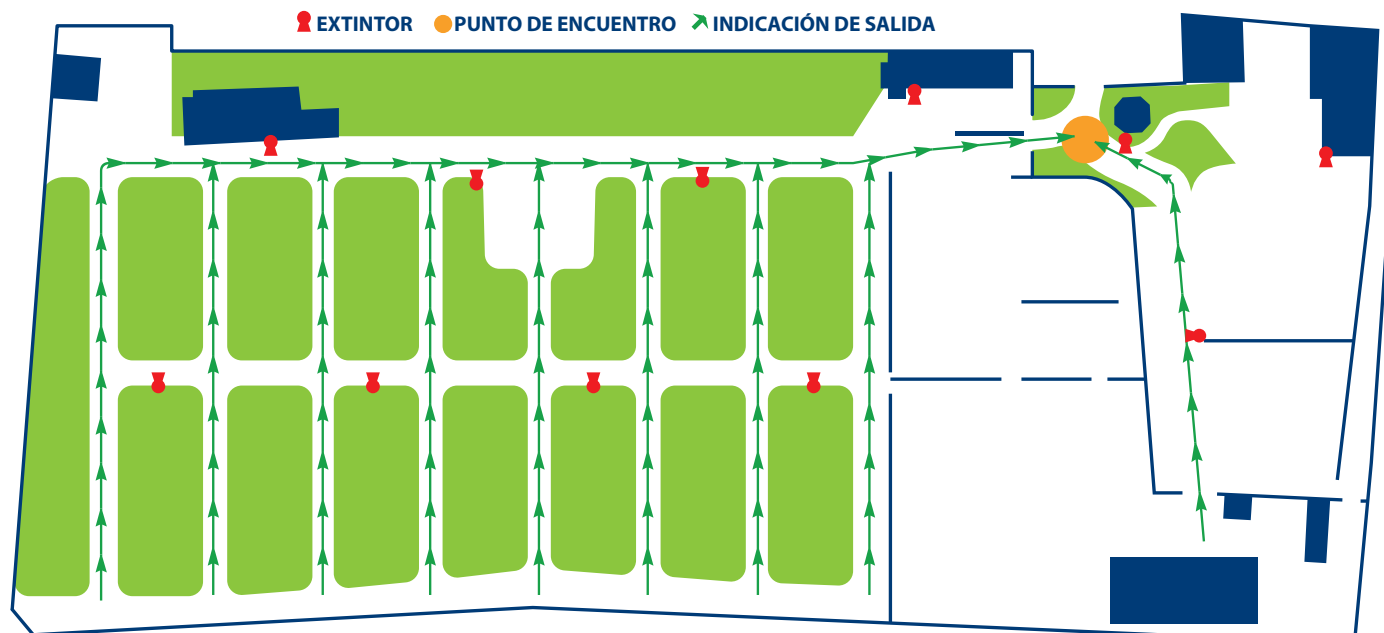 EXTINTOR PUNTO DE ENCUENTRO INDICACIÓN DE SALIDA